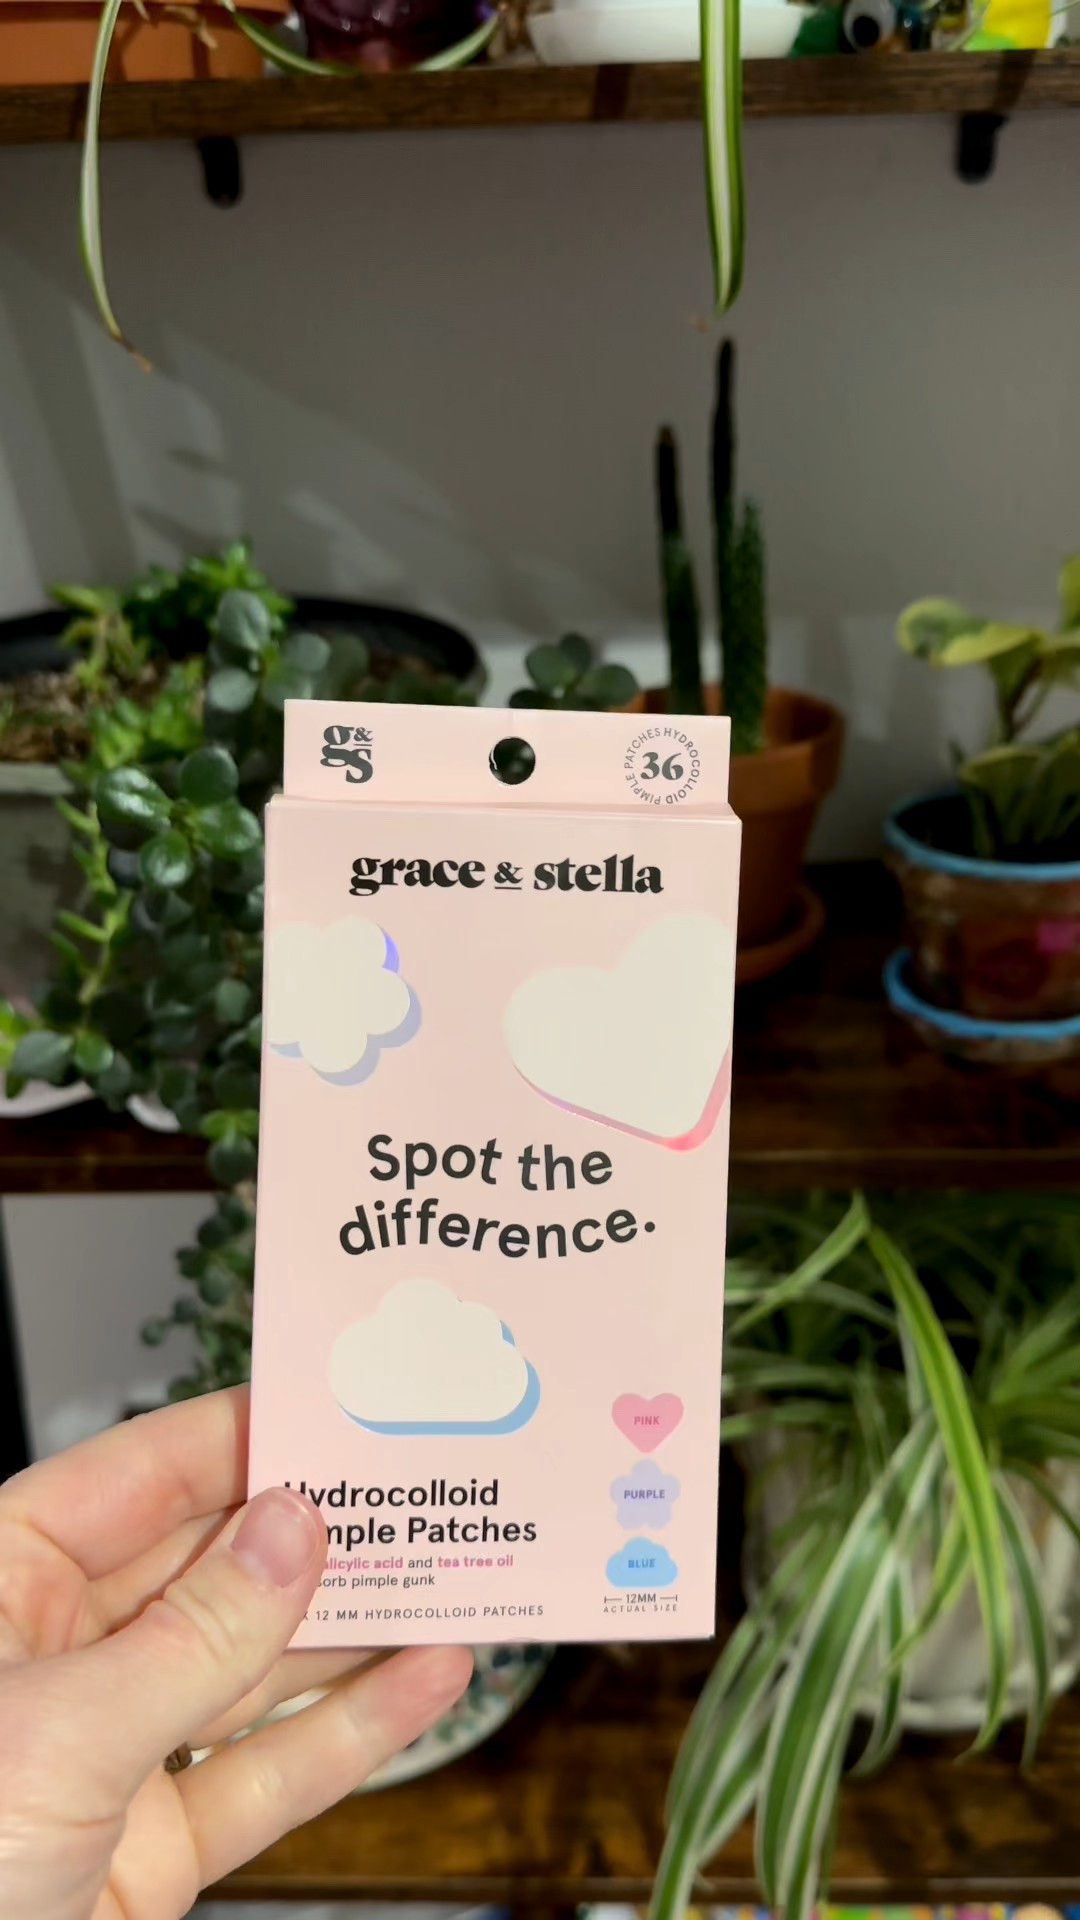 g&s
36
HYDROCOLLOID PIMPLE PATCHES
grace & stella
Spot the
difference.
PINK
PURPLE
BLUE
12MM
ACTUAL SIZE
ydrocolloid
mple Patches
alicylic acid and tea tree oil
sorb pimple gunk
x 12 MM HYDROCOLLOID PATCHES